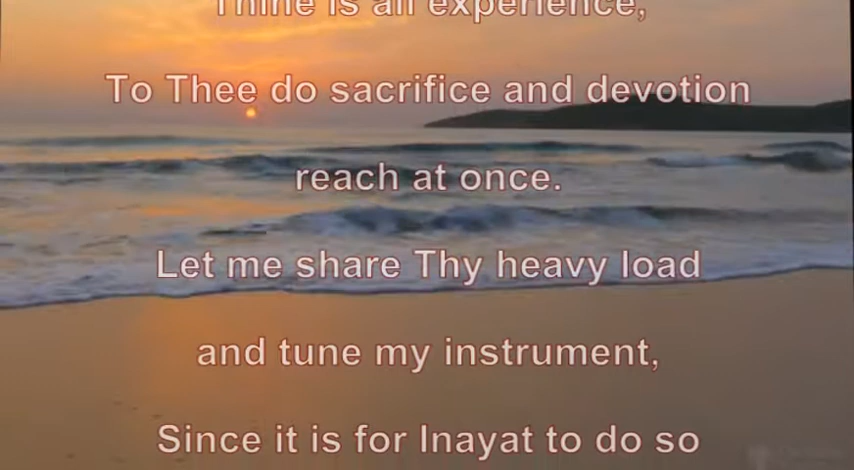 Thine is all experience,
To Thee do sacrifice and devotion
reach at once.
Let me share Thy heavy load
and tune my instrument,
Since it is for Inayat to do so